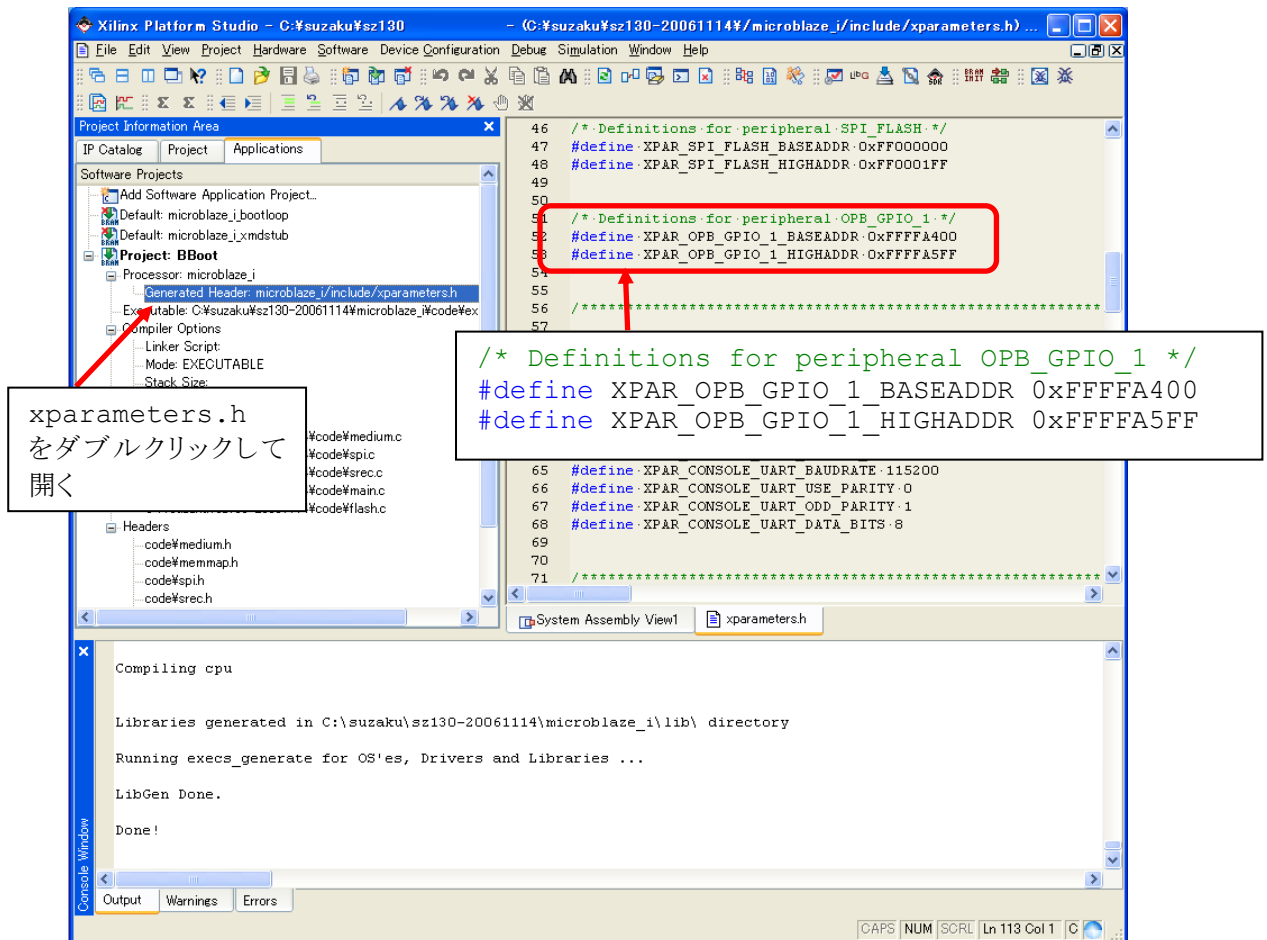 Xilinx Platform Studio - C:¥suzaku¥sz130 - (C:¥suzaku¥sz130-20061114¥/microblaze_i/include/xparameters.h) ...
File Edit View Project Hardware Software Device Configuration Debug Simulation Window Help
Project Information Area
IP Catalog Project Applications
Software Projects
Add Software Application Project...
Default: microblaze_i_bootloop
Default: microblaze_i_xmdstub
Project: BBoot
Processor: microblaze_i
Generated Header: microblaze_i/include/xparameters.h
Executable: C:¥suzaku¥sz130-20061114¥microblaze_i¥code¥ex
Compiler Options
Linker Script:
Mode: EXECUTABLE
Stack Size:
xparameters.h
をダブルクリックして
開く
¥code¥medium.c
¥code¥spi.c
¥code¥srec.c
¥code¥main.c
¥code¥flash.c
Headers
code¥medium.h
code¥memmap.h
code¥spi.h
code¥srec.h
46 /* Definitions for peripheral SPI_FLASH */
47 #define XPAR_SPI_FLASH_BASEADDR 0xFF000000
48 #define XPAR_SPI_FLASH_HIGHADDR 0xFF0001FF
49
50
51 /* Definitions for peripheral OPB_GPIO_1 */
52 #define XPAR_OPB_GPIO_1_BASEADDR 0xFFFFA400
53 #define XPAR_OPB_GPIO_1_HIGHADDR 0xFFFFA5FF
54
55
56 /***********************************************************
57
/* Definitions for peripheral OPB_GPIO_1 */
#define XPAR_OPB_GPIO_1_BASEADDR 0xFFFFA400
#define XPAR_OPB_GPIO_1_HIGHADDR 0xFFFFA5FF
65 #define XPAR_CONSOLE_UART_BAUDRATE 115200
66 #define XPAR_CONSOLE_UART_USE_PARITY 0
67 #define XPAR_CONSOLE_UART_ODD_PARITY 1
68 #define XPAR_CONSOLE_UART_DATA_BITS 8
69
70
71 /***********************************************************
System Assembly View1 xparameters.h
Compiling cpu
Libraries generated in C:\suzaku\sz130-20061114\microblaze_i\lib\ directory
Running execs_generate for OS'es, Drivers and Libraries ...
LibGen Done.
Done!
Console Window
Output Warnings Errors
CAPS NUM SCRL Ln 113 Col 1 C